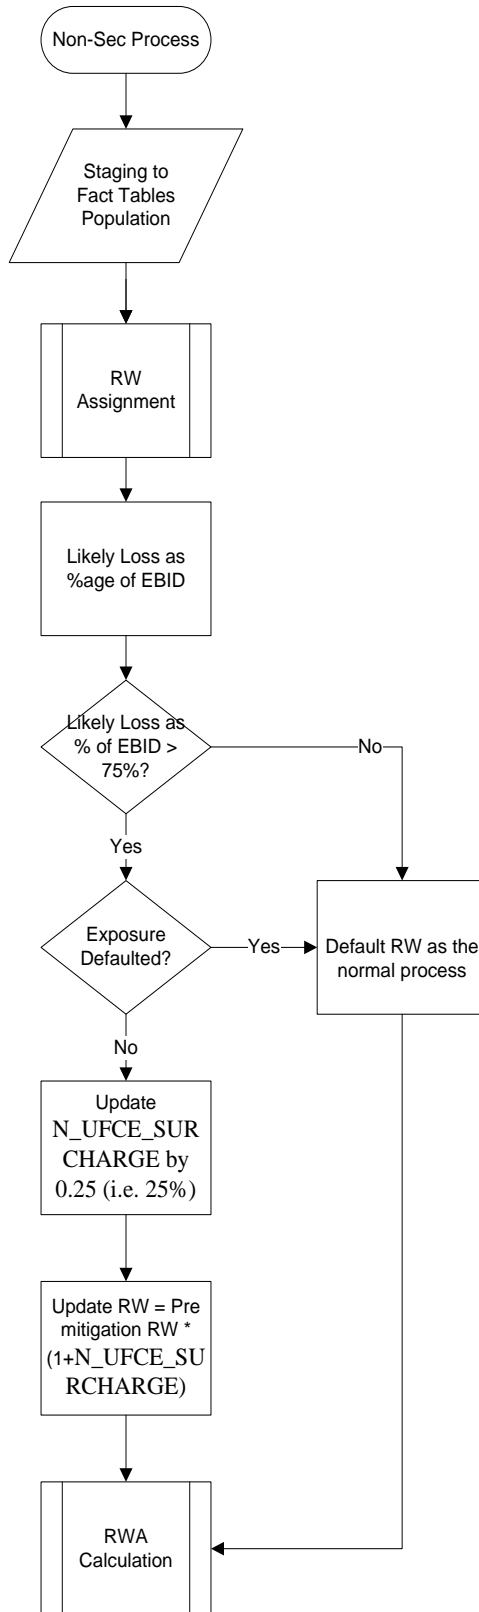 Non-Sec Process
Staging to
Fact Tables
Population
RW
Assignment
Likely Loss as
%age of EBID
Likely Loss as
% of EBID >
75%?
No
Yes
Exposure
Defaulted?
Yes
Default RW as the
normal process
No
Update
N_UFCE_SUR
CHARGE by
0.25 (i.e. 25%)
Update RW = Pre
mitigation RW *
(1+N_UFCE_SU
RCHARGE)
RWA
Calculation